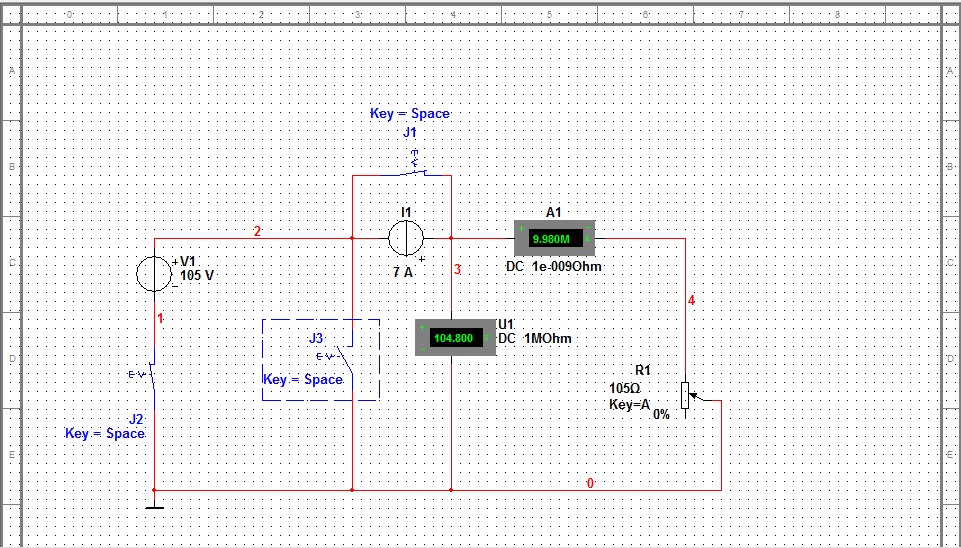 0 1 2 3 4 5 6 7 8
A A
Key = Space
J1
B B
I1
A1
2
+ V1
105 V
9.980M A
C C
7 A
+
3
DC 1e-009Ohm
1
4
U1
J3
104.800 V
DC 1MOhm
D D
Key = Space
R1
105Ω
Key=A
0%
J2
Key = Space
E E
0